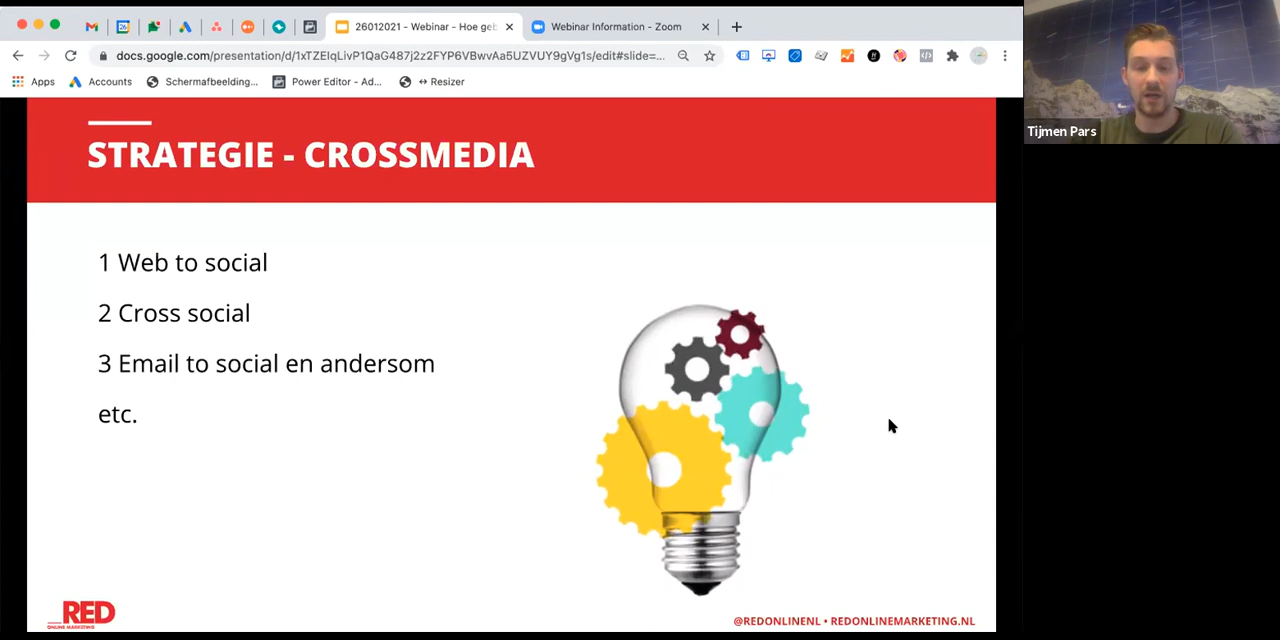 26012021 - Webinar - Hoe geb
Webinar Information - Zoom
docs.google.com/presentation/d/1xTZEIqLivP1QaG487j2z2FYP6VBwvAa5UZVUY9gVg1s/edit#slide=...
Apps
Accounts
Schermafbeelding...
Power Editor - Ad...
↔ Resizer
Tijmen Pars
STRATEGIE - CROSSMEDIA
1 Web to social
2 Cross social
3 Email to social en andersom
etc.
_RED
ONLINE MARKETING
@REDONLINENL • REDONLINEMARKETING.NL